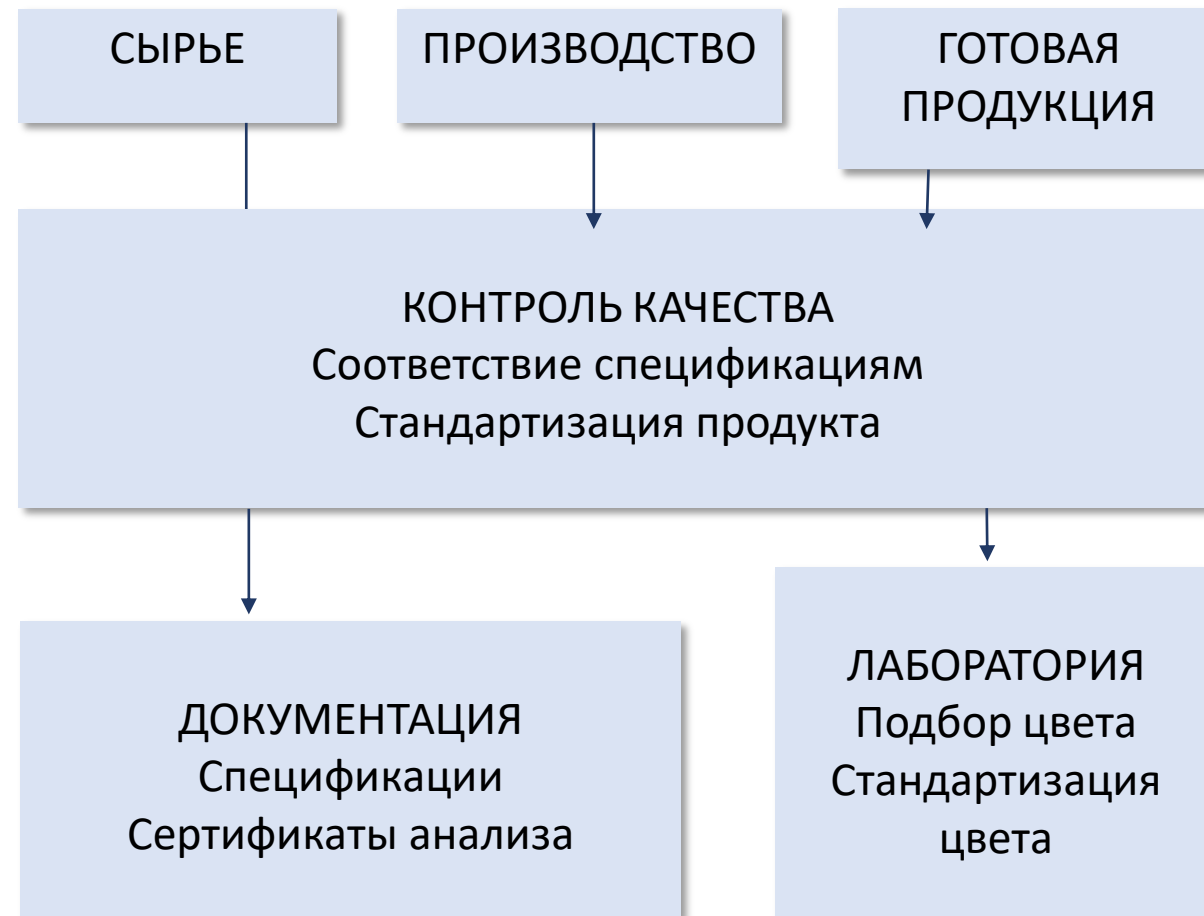 СЫРЬЕ
ПРОИЗВОДСТВО
ГОТОВАЯ
ПРОДУКЦИЯ
КОНТРОЛЬ КАЧЕСТВА
Соответствие спецификациям
Стандартизация продукта
ДОКУМЕНТАЦИЯ
Спецификации
Сертификаты анализа
ЛАБОРАТОРИЯ
Подбор цвета
Стандартизация
цвета